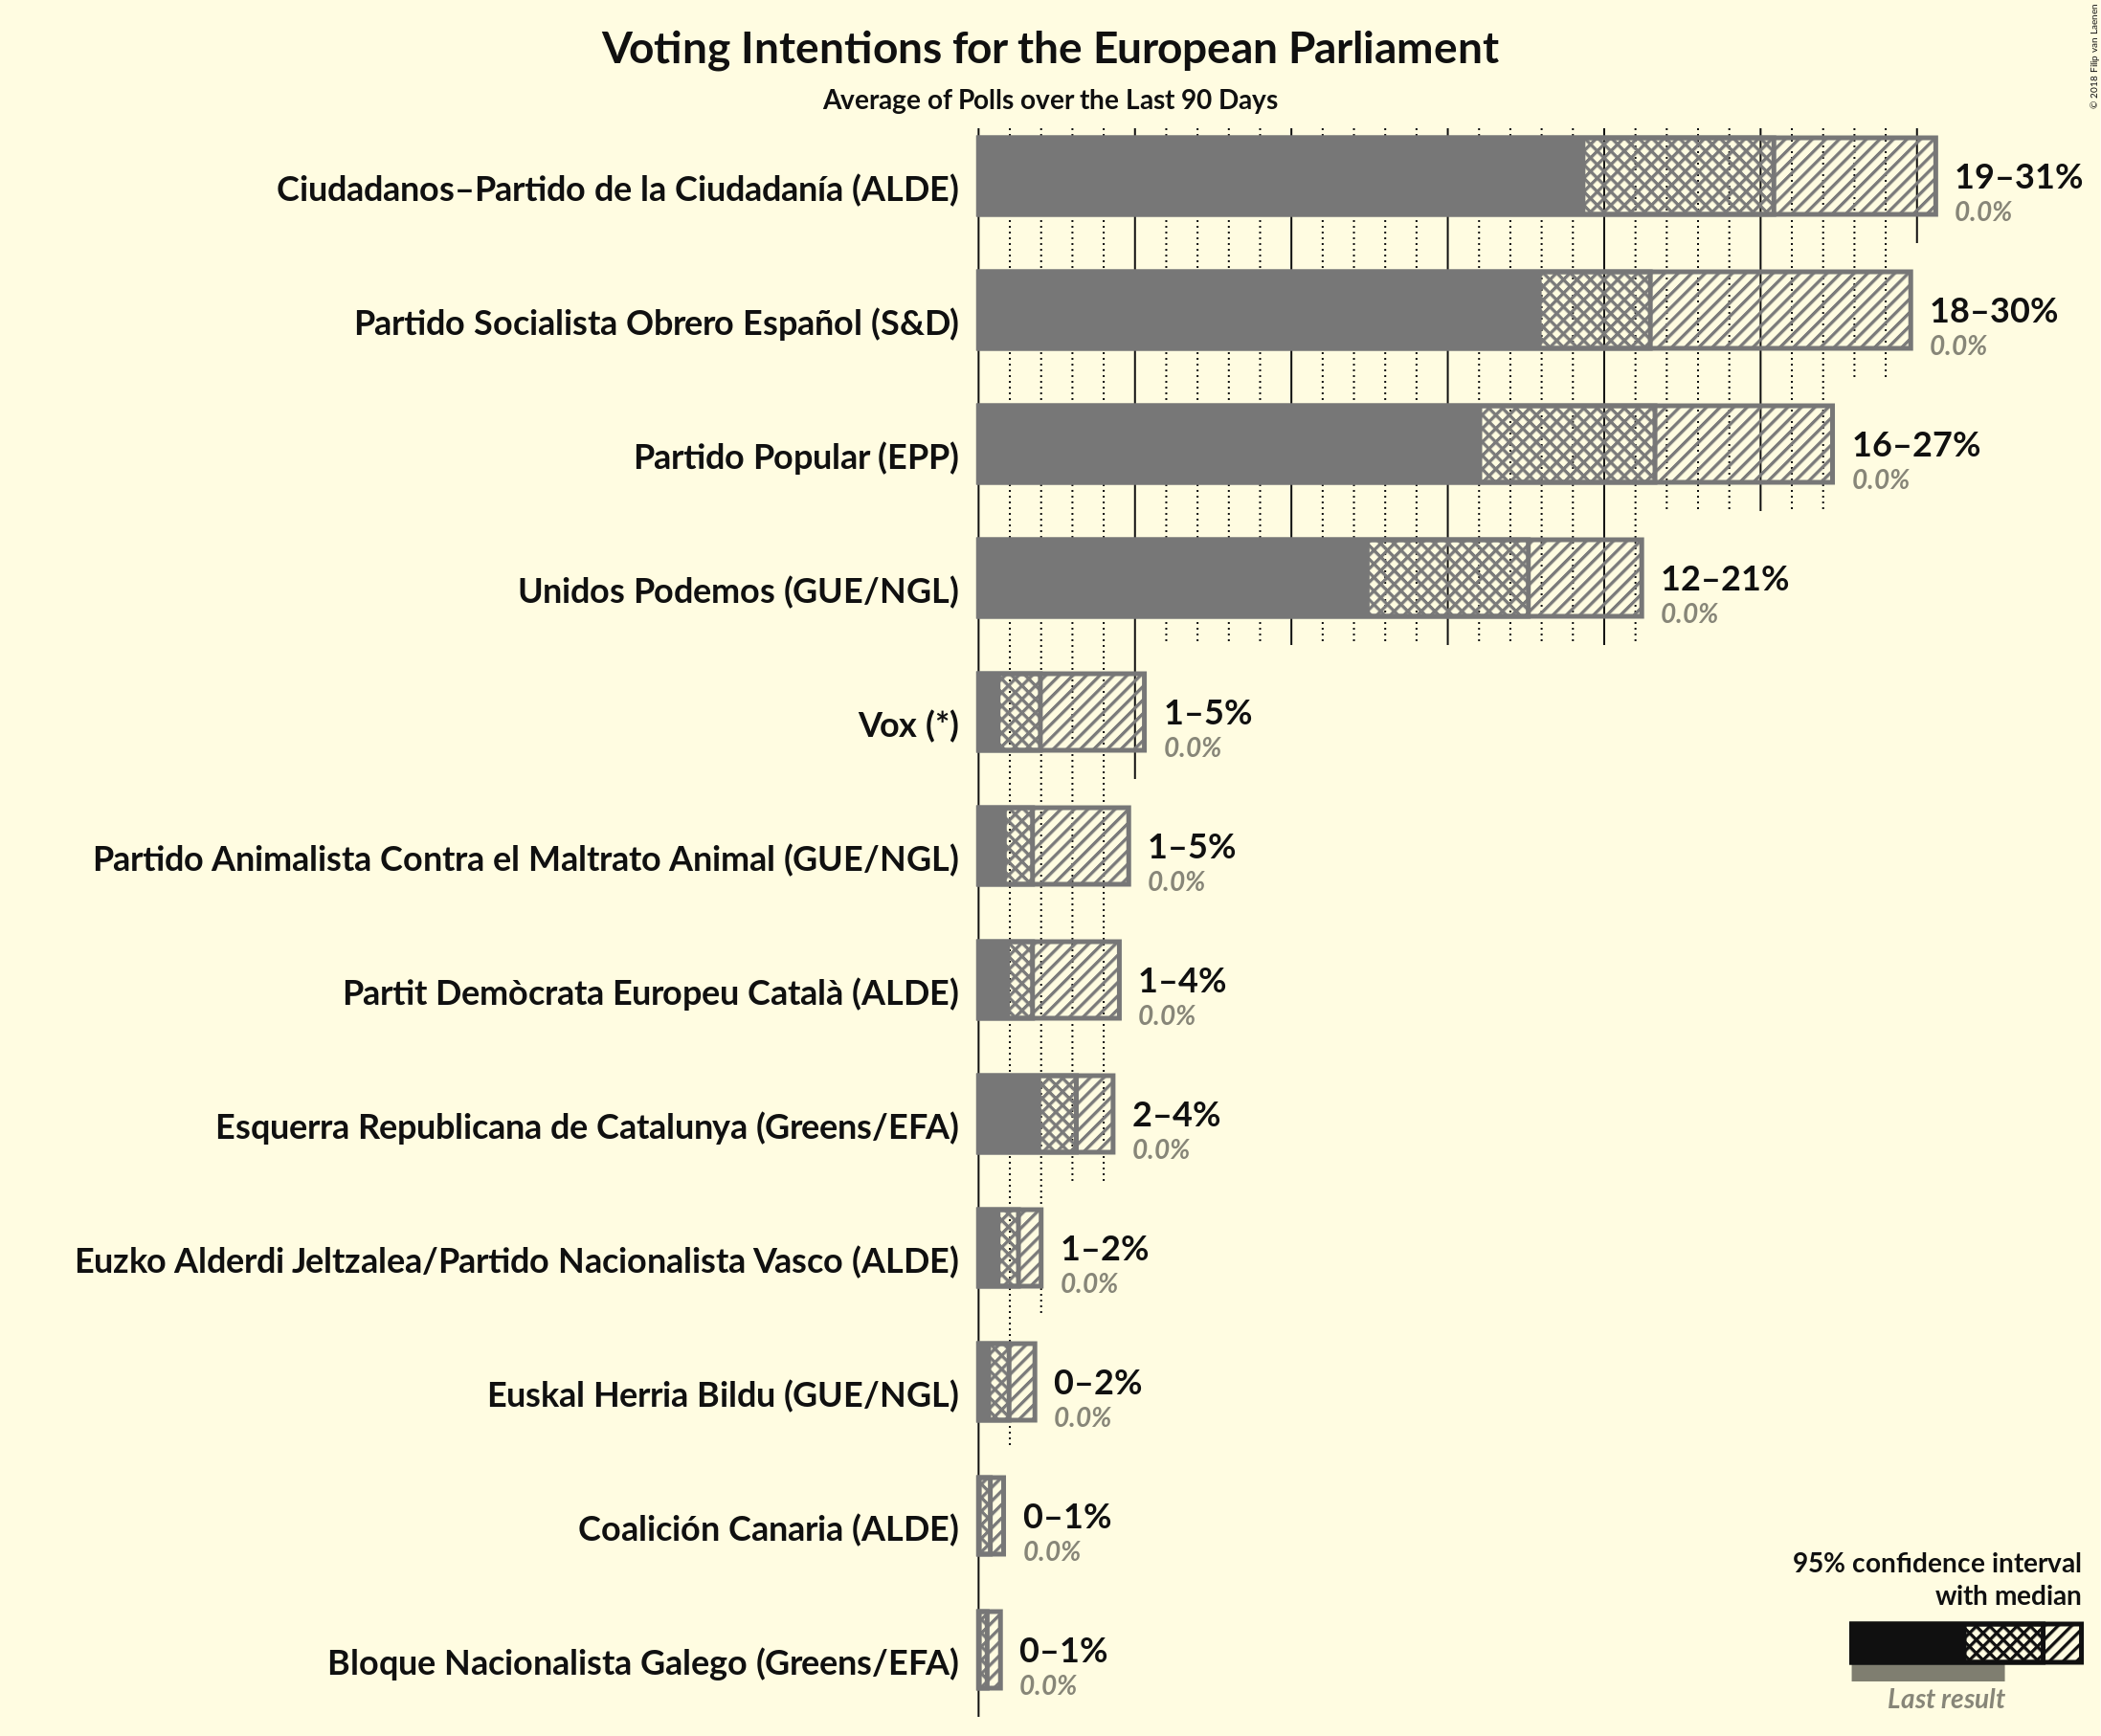 Voting Intentions for the European Parliament
Average of Polls over the Last 90 Days
© 2018 Filip van Laenen
Ciudadanos–Partido de la Ciudadanía (ALDE)
19–31%
0.0%
Partido Socialista Obrero Español (S&D)
18–30%
0.0%
Partido Popular (EPP)
16–27%
0.0%
Unidos Podemos (GUE/NGL)
12–21%
0.0%
Vox (*)
1–5%
0.0%
Partido Animalista Contra el Maltrato Animal (GUE/NGL)
1–5%
0.0%
Partit Demòcrata Europeu Català (ALDE)
1–4%
0.0%
Esquerra Republicana de Catalunya (Greens/EFA)
2–4%
0.0%
Euzko Alderdi Jeltzalea/Partido Nacionalista Vasco (ALDE)
1–2%
0.0%
Euskal Herria Bildu (GUE/NGL)
0–2%
0.0%
Coalición Canaria (ALDE)
0–1%
0.0%
Bloque Nacionalista Galego (Greens/EFA)
0–1%
0.0%
95% confidence interval
with median
Last result